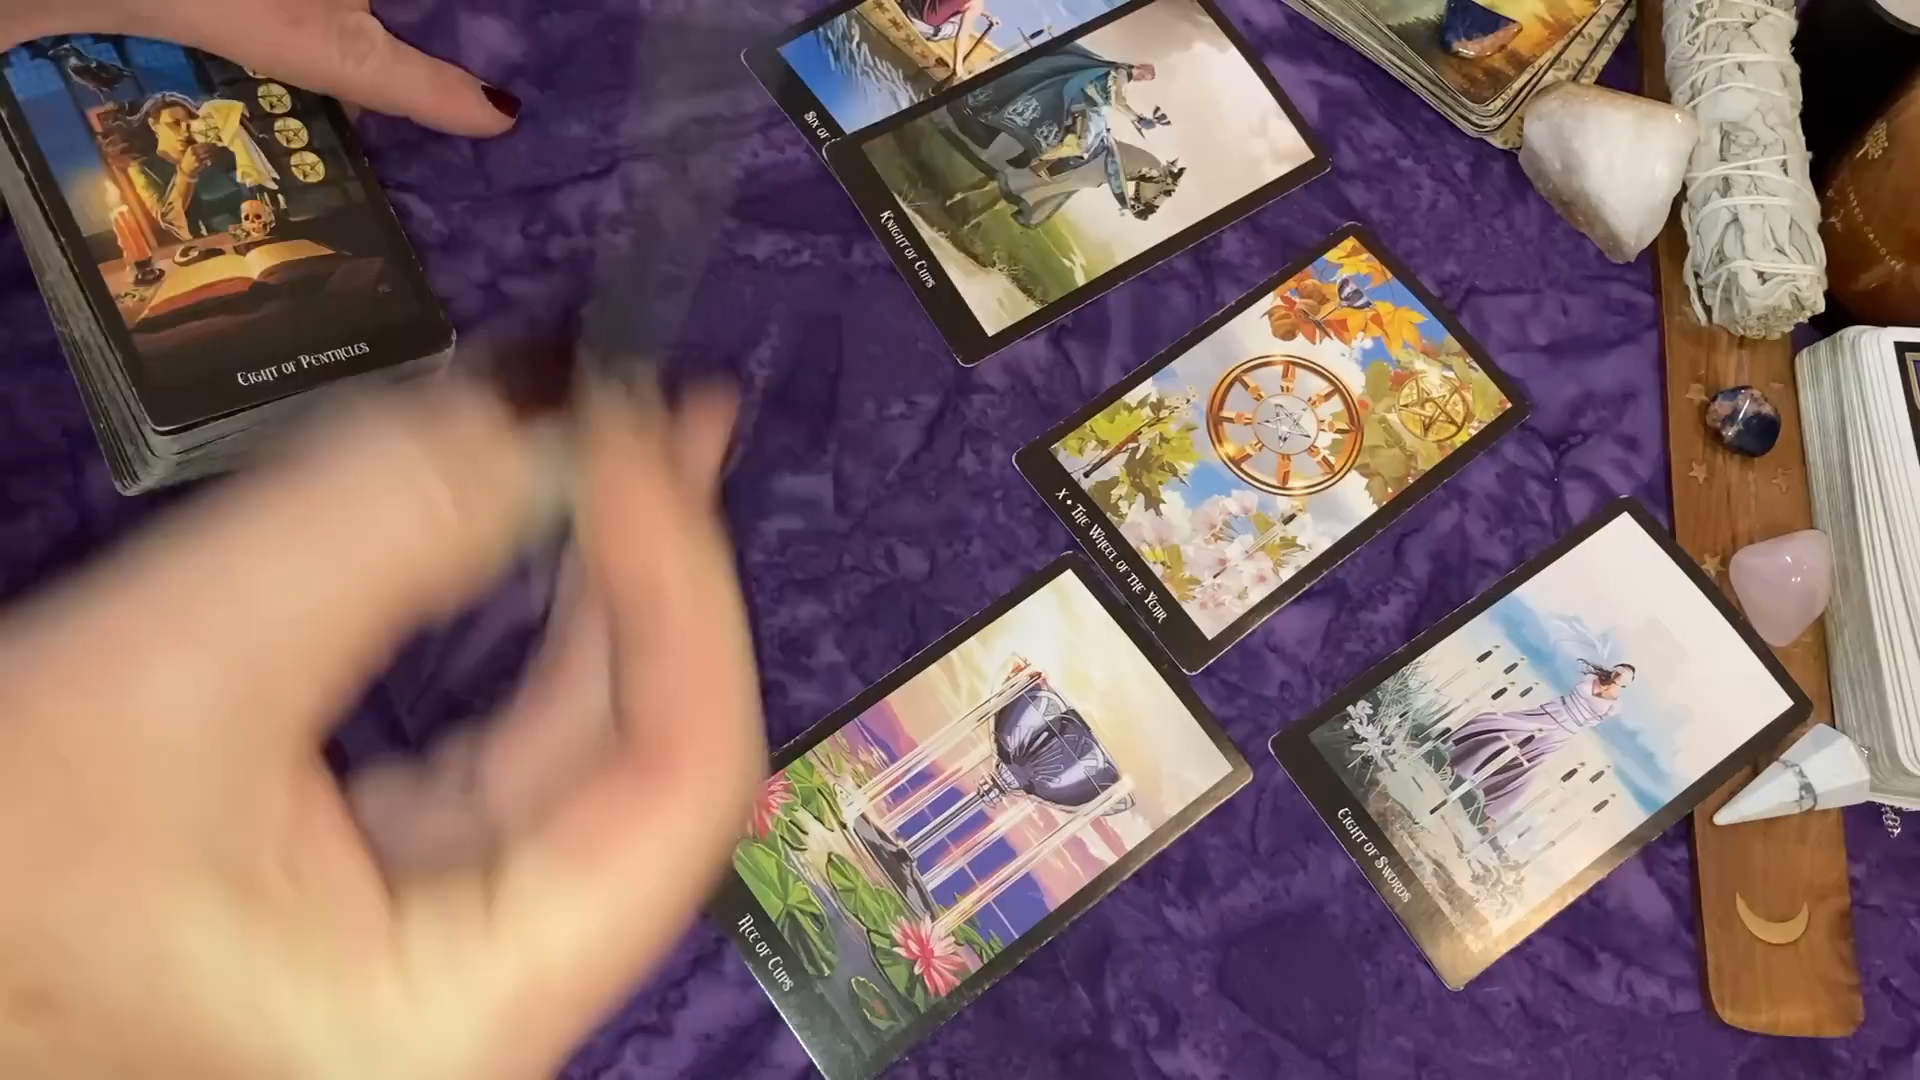 Eight of Pentacles
Six of
Knight of Cups
X • The Wheel of the Year
Ace of Cups
Eight of Swords